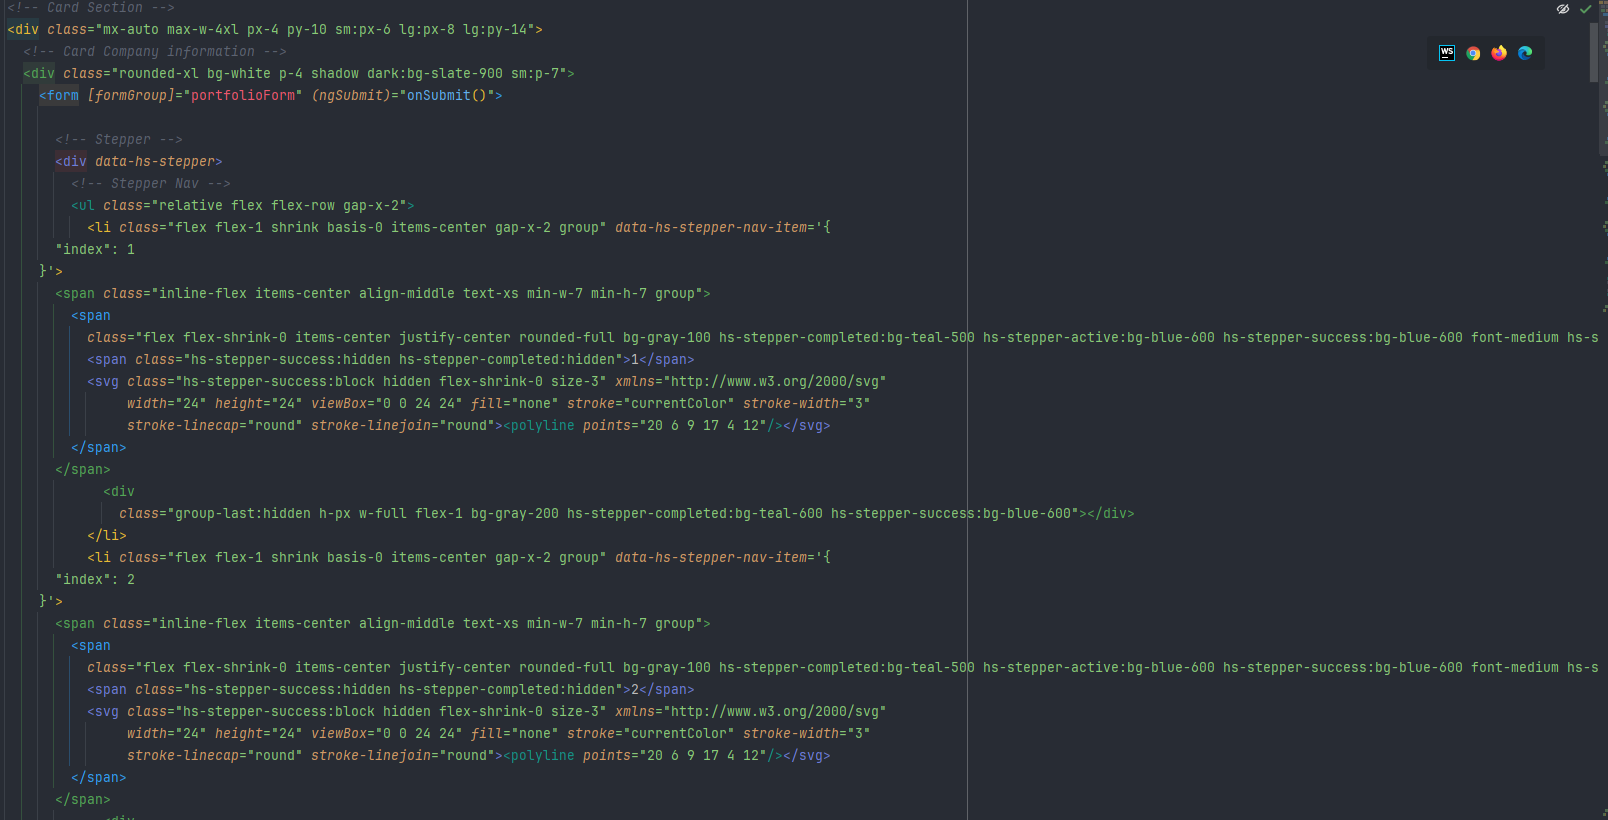 <!-- Card Section -->
<div class="mx-auto max-w-4xl px-4 py-10 sm:px-6 lg:px-8 lg:py-14">
<!-- Card Company information -->
<div class="rounded-xl bg-white p-4 shadow dark:bg-slate-900 sm:p-7">
<form [formGroup]="portfolioForm" (ngSubmit)="onSubmit()">
<!-- Stepper -->
<div data-hs-stepper>
<!-- Stepper Nav -->
<ul class="relative flex flex-row gap-x-2">
<li class="flex flex-1 shrink basis-0 items-center gap-x-2 group" data-hs-stepper-nav-item='{
"index": 1
}'>
<span class="inline-flex items-center align-middle text-xs min-w-7 min-h-7 group">
<span
class="flex flex-shrink-0 items-center justify-center rounded-full bg-gray-100 hs-stepper-completed:bg-teal-500 hs-stepper-active:bg-blue-600 hs-stepper-success:bg-blue-600 font-medium hs-s
<span class="hs-stepper-success:hidden hs-stepper-completed:hidden">1</span>
<svg class="hs-stepper-success:block hidden flex-shrink-0 size-3" xmlns="http://www.w3.org/2000/svg"
width="24" height="24" viewBox="0 0 24 24" fill="none" stroke="currentColor" stroke-width="3"
stroke-linecap="round" stroke-linejoin="round"><polyline points="20 6 9 17 4 12"/></svg>
</span>
</span>
<div
class="group-last:hidden h-px w-full flex-1 bg-gray-200 hs-stepper-completed:bg-teal-600 hs-stepper-success:bg-blue-600"></div>
</li>
<li class="flex flex-1 shrink basis-0 items-center gap-x-2 group" data-hs-stepper-nav-item='{
"index": 2
}'>
<span class="inline-flex items-center align-middle text-xs min-w-7 min-h-7 group">
<span
class="flex flex-shrink-0 items-center justify-center rounded-full bg-gray-100 hs-stepper-completed:bg-teal-500 hs-stepper-active:bg-blue-600 hs-stepper-success:bg-blue-600 font-medium hs-s
<span class="hs-stepper-success:hidden hs-stepper-completed:hidden">2</span>
<svg class="hs-stepper-success:block hidden flex-shrink-0 size-3" xmlns="http://www.w3.org/2000/svg"
width="24" height="24" viewBox="0 0 24 24" fill="none" stroke="currentColor" stroke-width="3"
stroke-linecap="round" stroke-linejoin="round"><polyline points="20 6 9 17 4 12"/></svg>
</span>
</span>
<div
WS